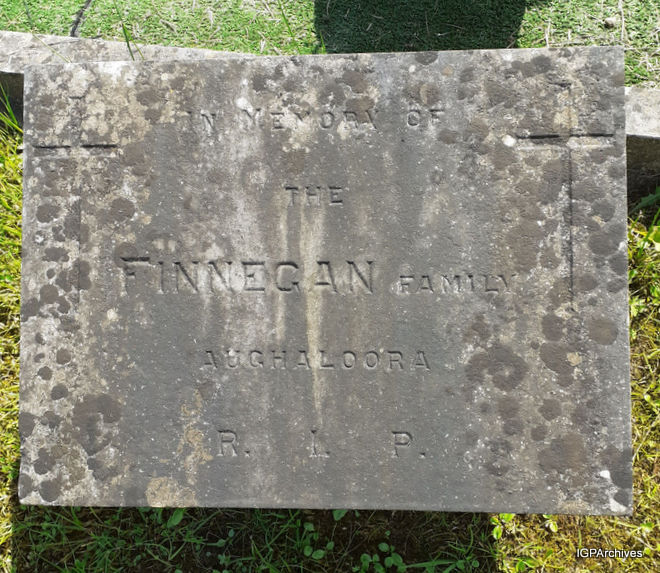 IN MEMORY OF
THE
FINNEGAN FAMILY
AUGHALOORA
R. I. P.
IGPArchives